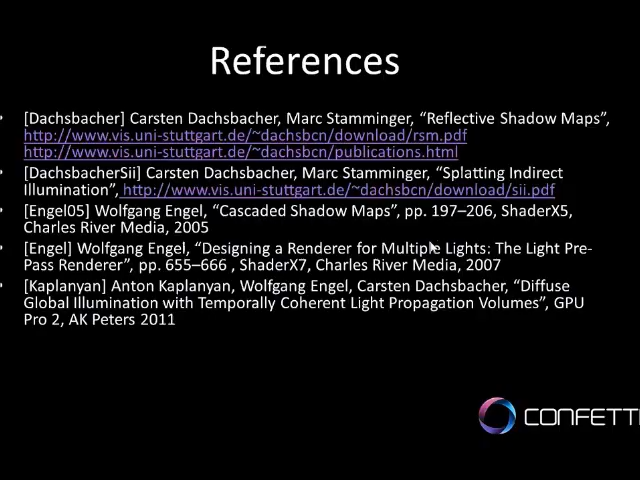 References
• [Dachsbacher] Carsten Dachsbacher, Marc Stamminger, “Reflective Shadow Maps”,
http://www.vis.uni-stuttgart.de/~dachsbcn/download/rsm.pdf
http://www.vis.uni-stuttgart.de/~dachsbcn/publications.html
• [DachsbacherSii] Carsten Dachsbacher, Marc Stamminger, “Splatting Indirect
Illumination”, http://www.vis.uni-stuttgart.de/~dachsbcn/download/sii.pdf
• [Engel05] Wolfgang Engel, “Cascaded Shadow Maps”, pp. 197–206, ShaderX5,
Charles River Media, 2005
• [Engel] Wolfgang Engel, “Designing a Renderer for Multiple Lights: The Light Pre-
Pass Renderer”, pp. 655–666 , ShaderX7, Charles River Media, 2007
• [Kaplanyan] Anton Kaplanyan, Wolfgang Engel, Carsten Dachsbacher, “Diffuse
Global Illumination with Temporally Coherent Light Propagation Volumes”, GPU
Pro 2, AK Peters 2011
CONFETTI